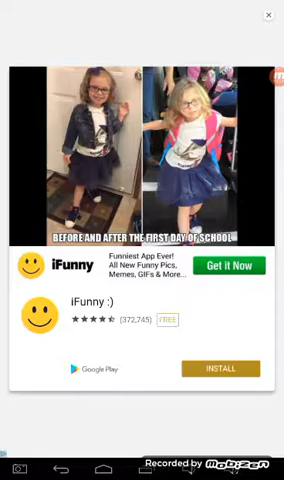 BEFORE AND AFTER THE FIRST DAY OF SCHOOL
iFunny
Funniest App Ever!
All New Funny Pics,
Memes, GIFs & More...
Get it Now
iFunny :)
(372,745) FREE
Google Play
INSTALL
Recorded by mobizen